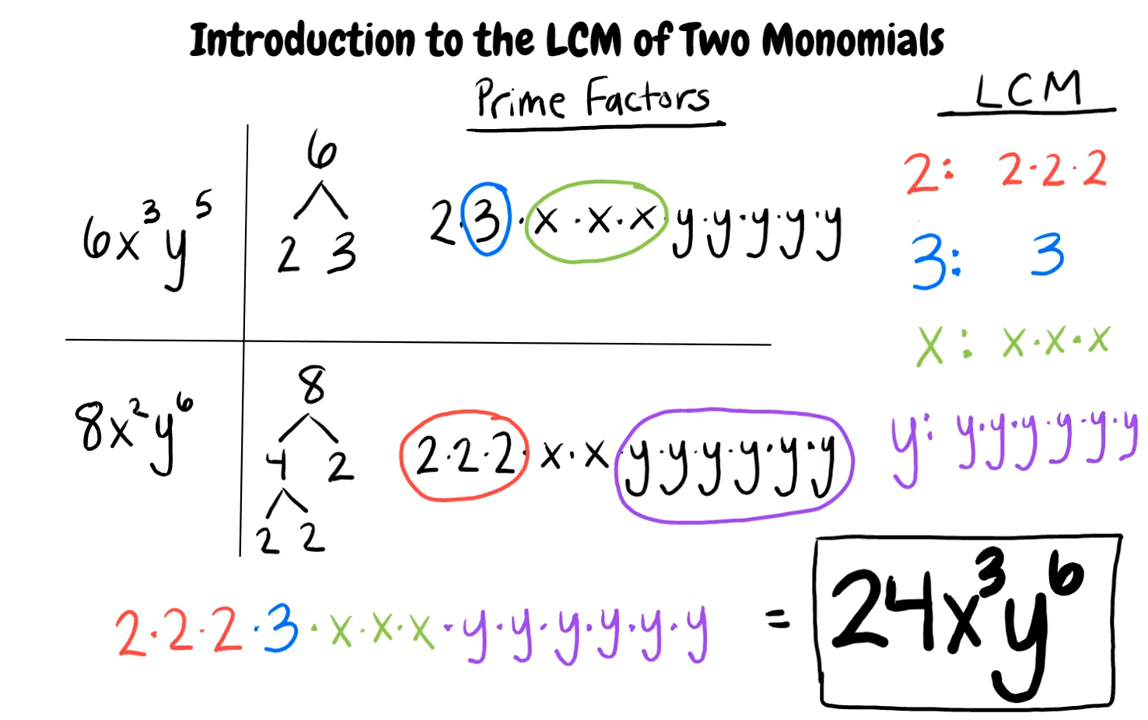 Introduction to the LCM of Two Monomials
Prime Factors
LCM
6x³y⁵
6
2 3
2·3·x·x·x·y·y·y·y·y
2: 2·2·2
3: 3
x: x·x·x
y: y·y·y·y·y·y
8x²y⁶
8
4 2
2 2
2·2·2·x·x·y·y·y·y·y·y
2·2·2·3·x·x·x·y·y·y·y·y·y = 24x³y⁶